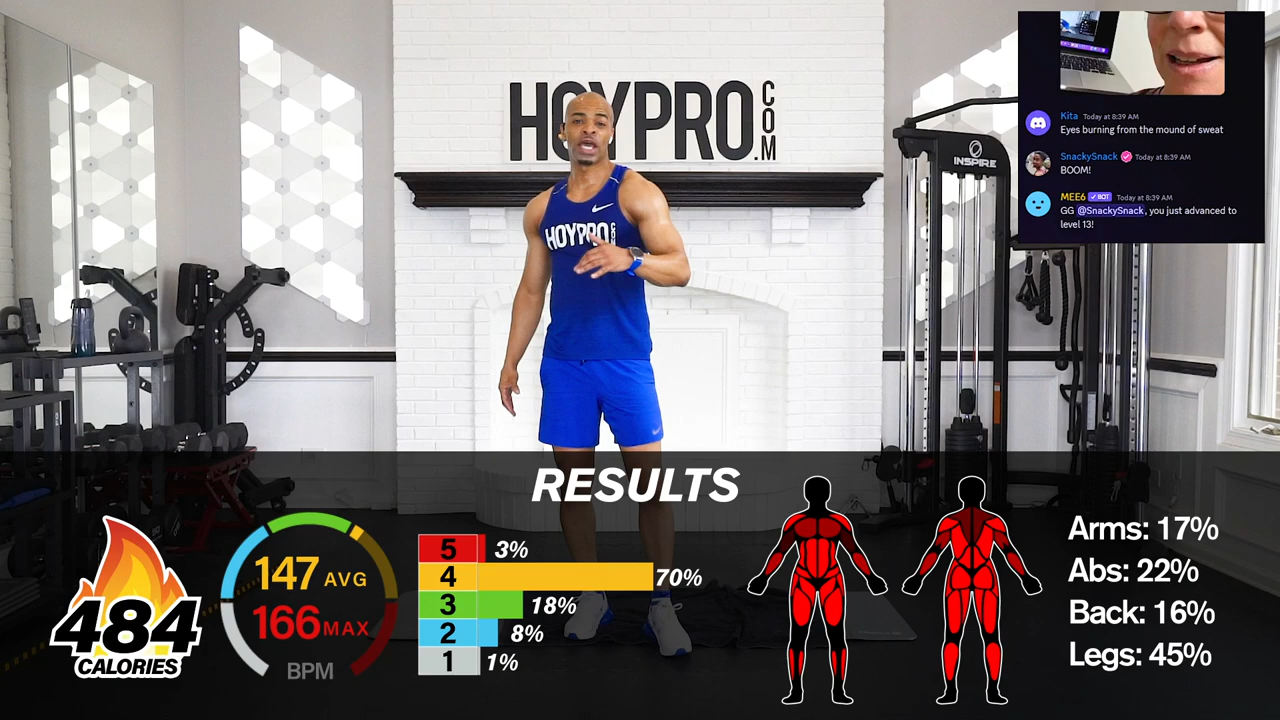 HOYPRO.COM
INSPIRE
HOYPRO.COM
Kita Today at 8:39 AM
Eyes burning from the mound of sweat
SnackySnack Today at 8:39 AM
BOOM!
MEE6 ✓ BOT Today at 8:39 AM
GG @SnackySnack, you just advanced to
level 13!
RESULTS
484
CALORIES
147 AVG
166 MAX
BPM
5 3%
4 70%
3 18%
2 8%
1 1%
Arms: 17%
Abs: 22%
Back: 16%
Legs: 45%